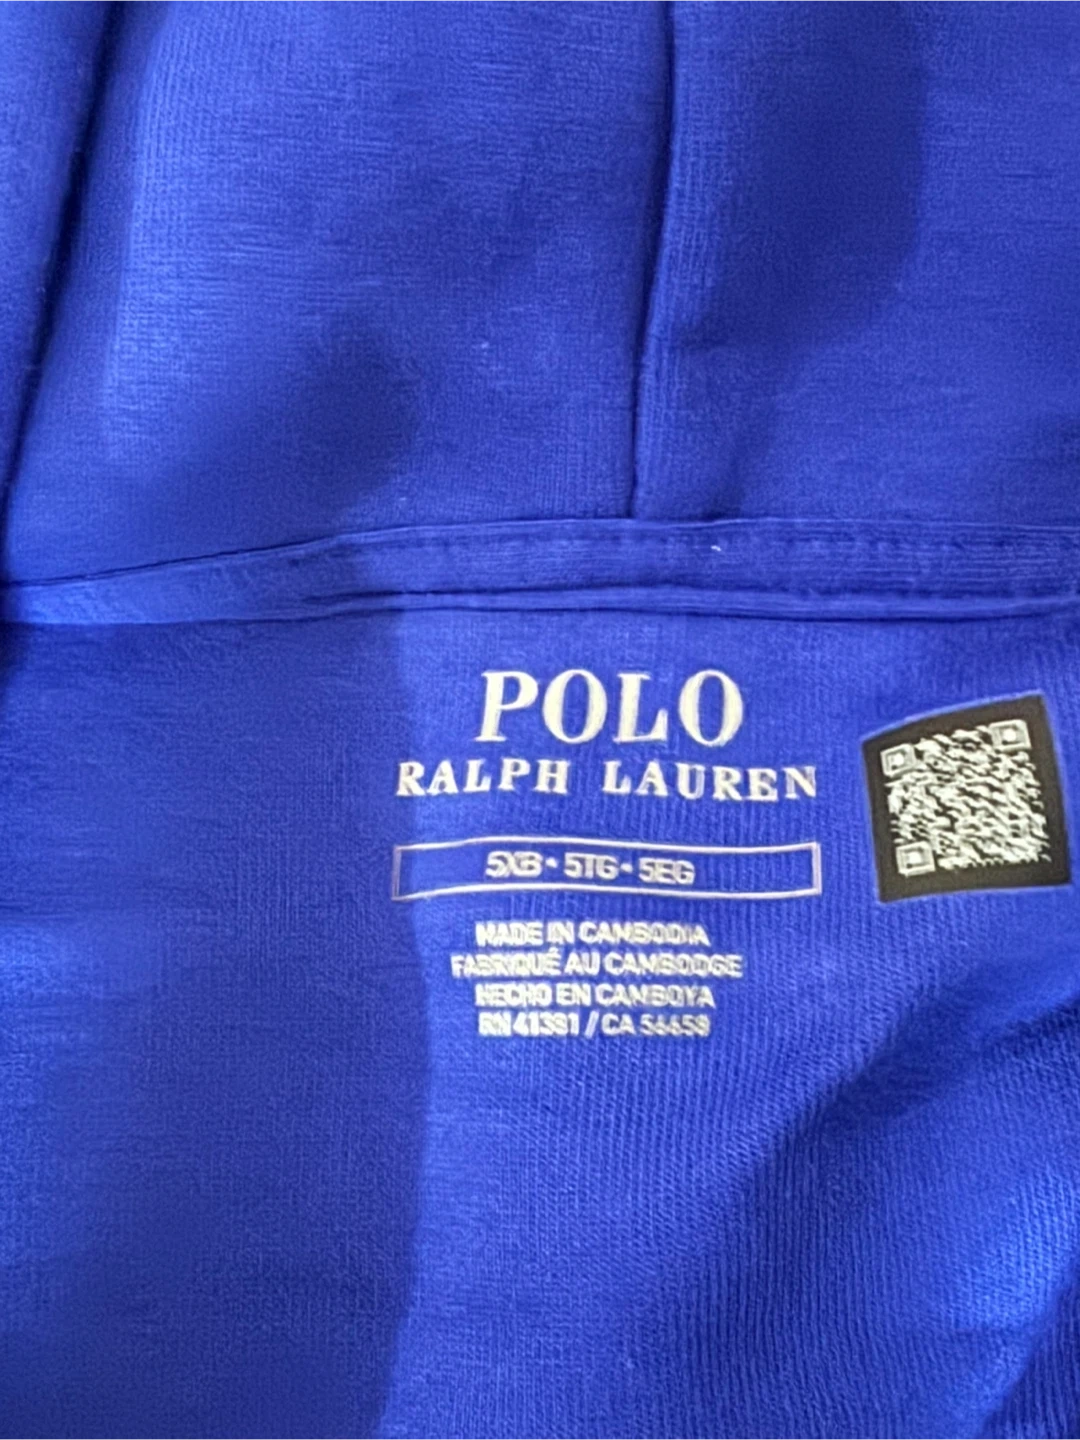 POLO
RALPH LAUREN
5XB • 5TG • 5EG
MADE IN CAMBODIA
FABRIQUÉ AU CAMBODGE
HECHO EN CAMBOYA
RN 41381 / CA 56658